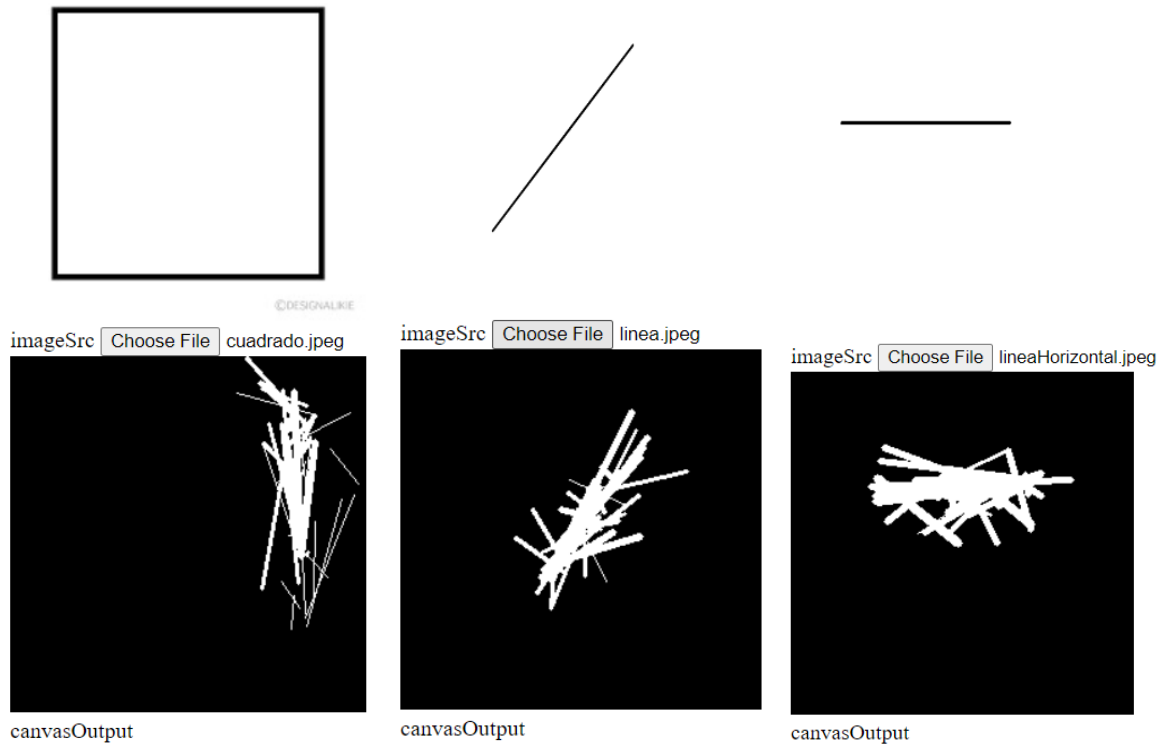 ©DESIGNALIKIE
imageSrc Choose File cuadrado.jpeg
canvasOutput
imageSrc Choose File linea.jpeg
canvasOutput
imageSrc Choose File lineaHorizontal.jpeg
canvasOutput